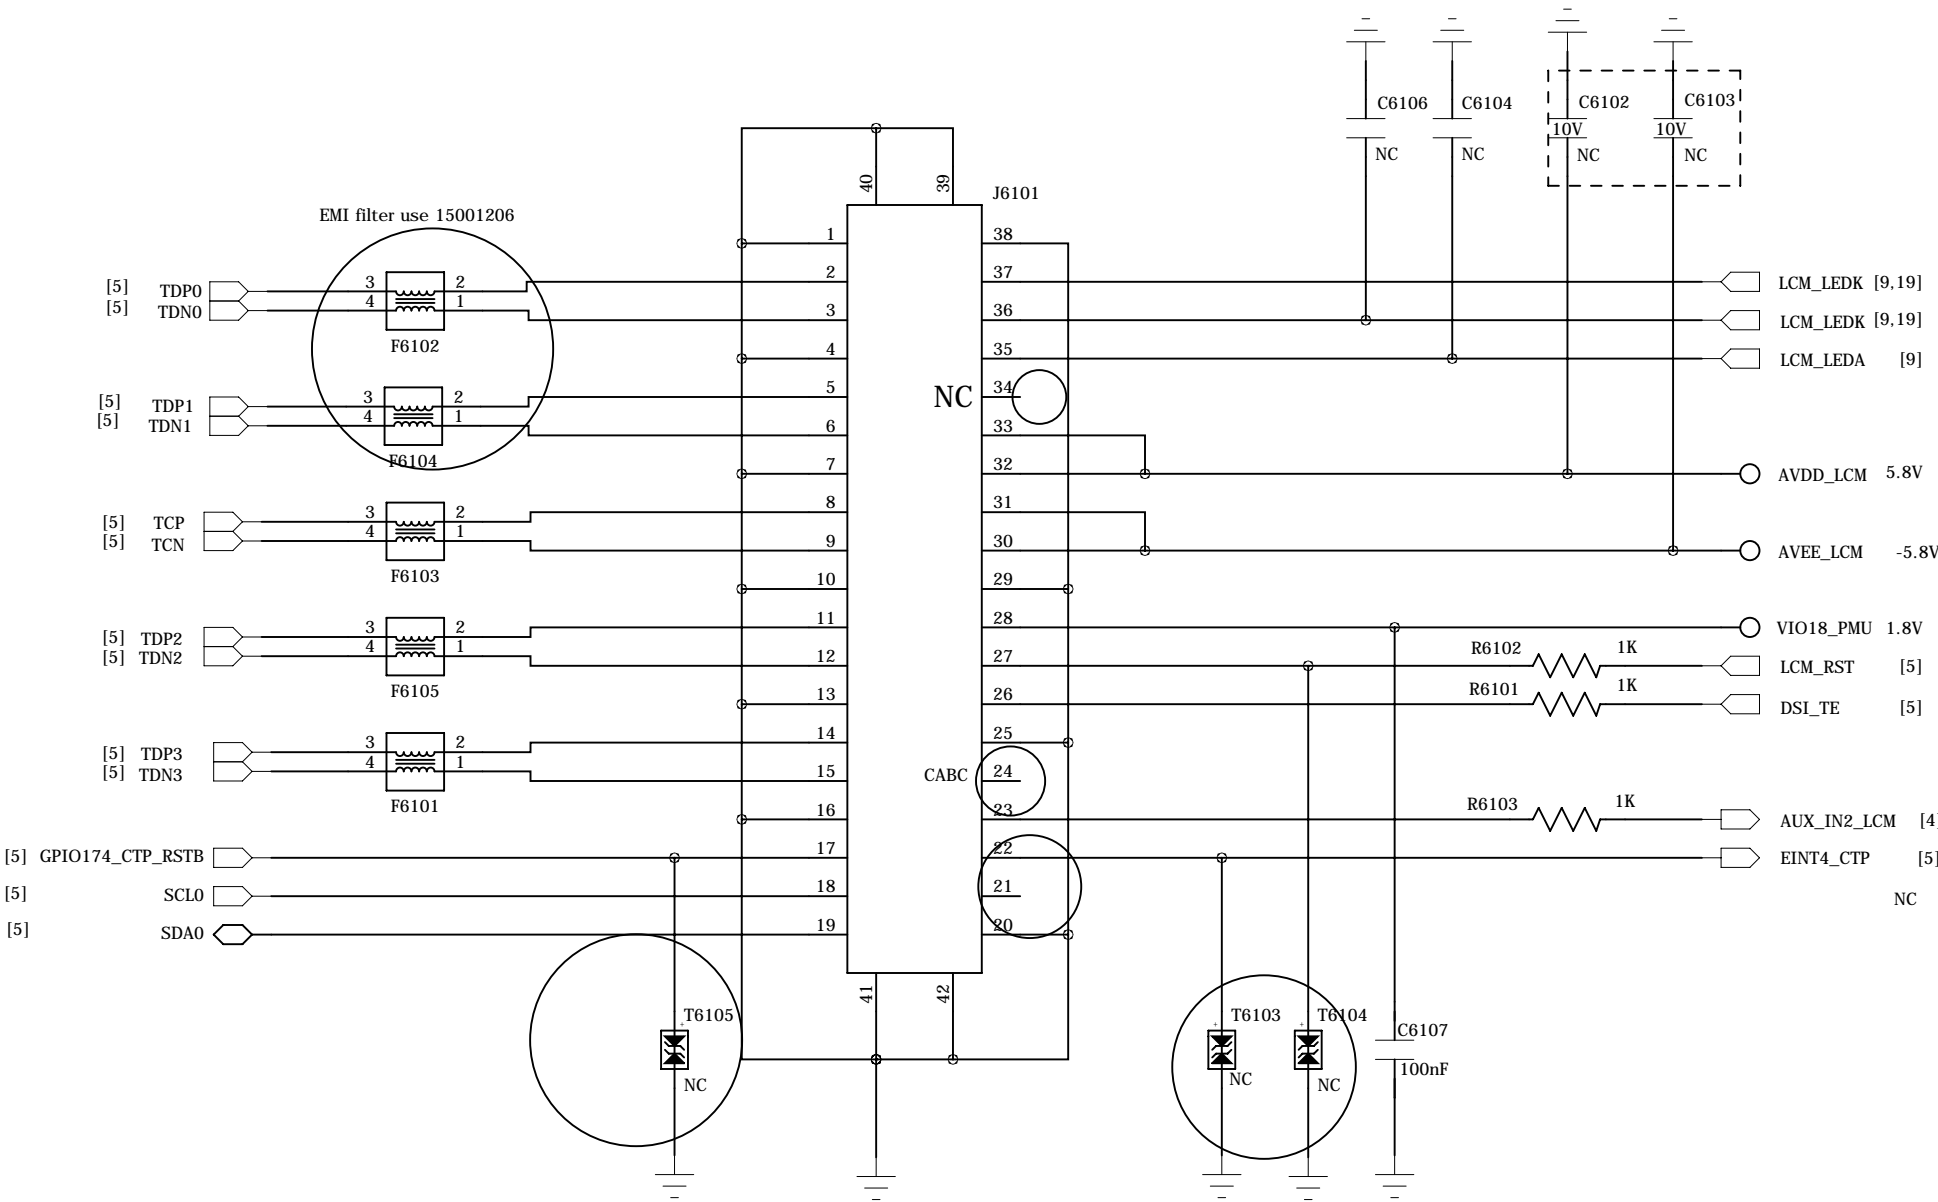 C6106
C6104
C6102
C6103
10V
10V
NC
NC
NC
NC
40
39
J6101
EMI filter use 15001206
1
38
[5] TDP0 3 2
2
37
LCM_LEDK [9,19]
[5] TDN0 4 1
3
36
LCM_LEDK [9,19]
F6102
4
35
LCM_LEDA [9]
[5] TDP1 3 2
5
NC
34
[5] TDN1 4 1
6
33
F6104
7
32
AVDD_LCM 5.8V
[5] TCP 3 2
8
31
[5] TCN 4 1
9
30
AVEE_LCM -5.8V
F6103
10
29
[5] TDP2 3 2
11
28
VIO18_PMU 1.8V
[5] TDN2 4 1
12
27
R6102 1K
LCM_RST [5]
F6105
13
26
R6101 1K
DSI_TE [5]
[5] TDP3 3 2
14
25
[5] TDN3 4 1
15
CABC
24
F6101
16
23
R6103 1K
AUX_IN2_LCM [4]
[5] GPIO174_CTP_RSTB
17
22
EINT4_CTP [5]
[5] SCL0
18
21
NC
[5] SDA0
19
20
41
42
T6105
NC
T6103
NC
T6104
NC
C6107
100nF